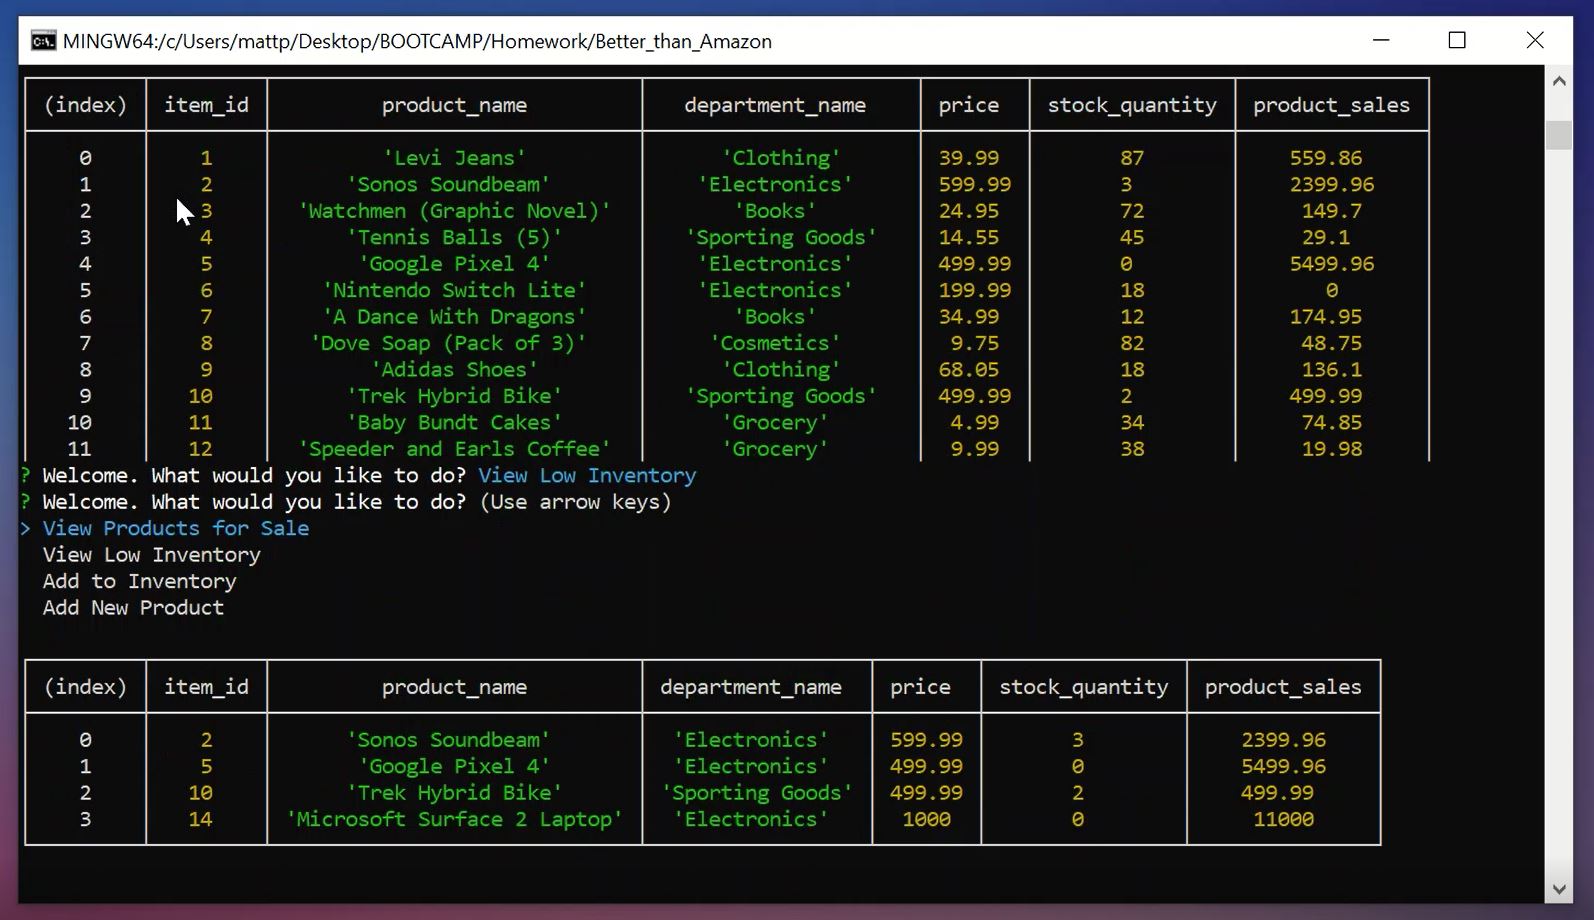 MINGW64:/c/Users/mattp/Desktop/BOOTCAMP/Homework/Better_than_Amazon
(index) item_id product_name department_name price stock_quantity product_sales
0 1 'Levi Jeans' 'Clothing' 39.99 87 559.86
1 2 'Sonos Soundbeam' 'Electronics' 599.99 3 2399.96
2 3 'Watchmen (Graphic Novel)' 'Books' 24.95 72 149.7
3 4 'Tennis Balls (5)' 'Sporting Goods' 14.55 45 29.1
4 5 'Google Pixel 4' 'Electronics' 499.99 0 5499.96
5 6 'Nintendo Switch Lite' 'Electronics' 199.99 18 0
6 7 'A Dance With Dragons' 'Books' 34.99 12 174.95
7 8 'Dove Soap (Pack of 3)' 'Cosmetics' 9.75 82 48.75
8 9 'Adidas Shoes' 'Clothing' 68.05 18 136.1
9 10 'Trek Hybrid Bike' 'Sporting Goods' 499.99 2 499.99
10 11 'Baby Bundt Cakes' 'Grocery' 4.99 34 74.85
11 12 'Speeder and Earls Coffee' 'Grocery' 9.99 38 19.98
? Welcome. What would you like to do? View Low Inventory
? Welcome. What would you like to do? (Use arrow keys)
> View Products for Sale
View Low Inventory
Add to Inventory
Add New Product
(index) item_id product_name department_name price stock_quantity product_sales
0 2 'Sonos Soundbeam' 'Electronics' 599.99 3 2399.96
1 5 'Google Pixel 4' 'Electronics' 499.99 0 5499.96
2 10 'Trek Hybrid Bike' 'Sporting Goods' 499.99 2 499.99
3 14 'Microsoft Surface 2 Laptop' 'Electronics' 1000 0 11000